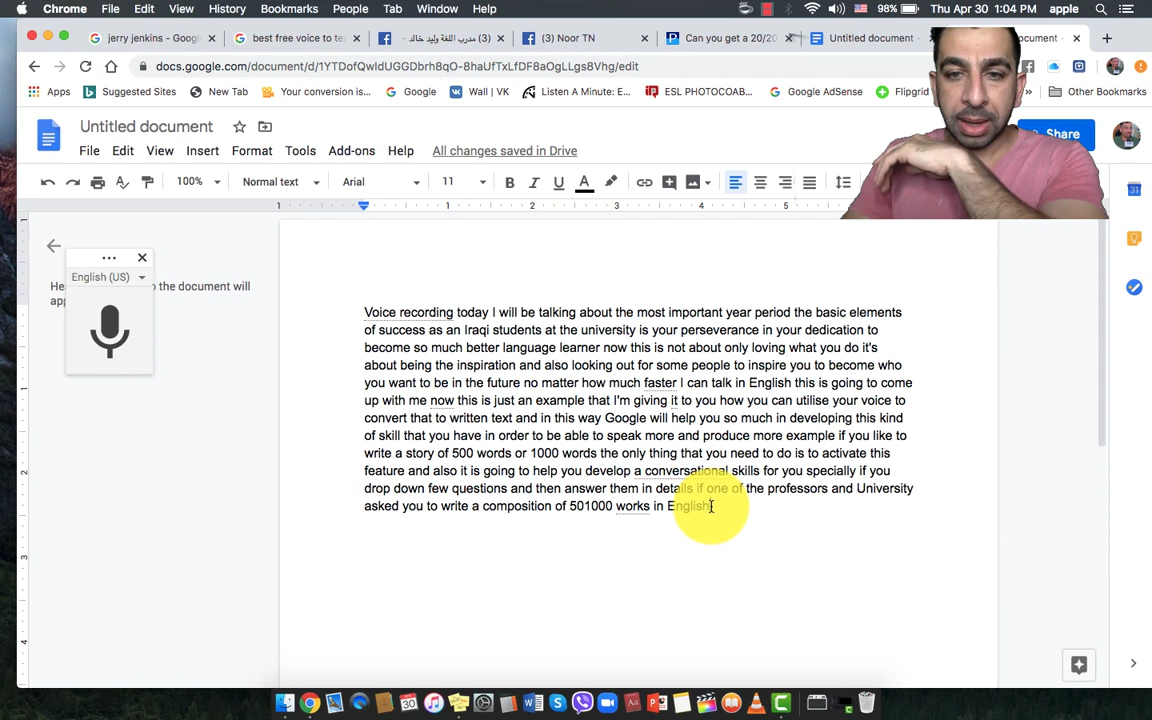 Chrome File Edit View History Bookmarks People Tab Window Help 98% Thu Apr 30 1:04 PM apple
jerry jenkins - Googl
best free voice to te
(3) مدرب اللغة وليد خالد -
(3) Noor TN
Can you get a 20/20
Untitled document -
ocument -
docs.google.com/document/d/1YTDofQwIdUGGDbrh8qO-8haUfTxLfDF8aOgLLgs8Vhg/edit
Apps Suggested Sites New Tab Your conversion is... Google Wall | VK Listen A Minute: E... ESL PHOTOCOAB... Google AdSense Flipgrid » Other Bookmarks
Untitled document
File Edit View Insert Format Tools Add-ons Help All changes saved in Drive
Share
100% Normal text Arial 11
1 1 2 3 4 5
English (US)
Hea o the document will
app
Voice recording today I will be talking about the most important year period the basic elements
of success as an Iraqi students at the university is your perseverance in your dedication to
become so much better language learner now this is not about only loving what you do it's
about being the inspiration and also looking out for some people to inspire you to become who
you want to be in the future no matter how much faster I can talk in English this is going to come
up with me now this is just an example that I'm giving it to you how you can utilise your voice to
convert that to written text and in this way Google will help you so much in developing this kind
of skill that you have in order to be able to speak more and produce more example if you like to
write a story of 500 words or 1000 words the only thing that you need to do is to activate this
feature and also it is going to help you develop a conversational skills for you specially if you
drop down few questions and then answer them in details if one of the professors and University
asked you to write a composition of 501000 works in English